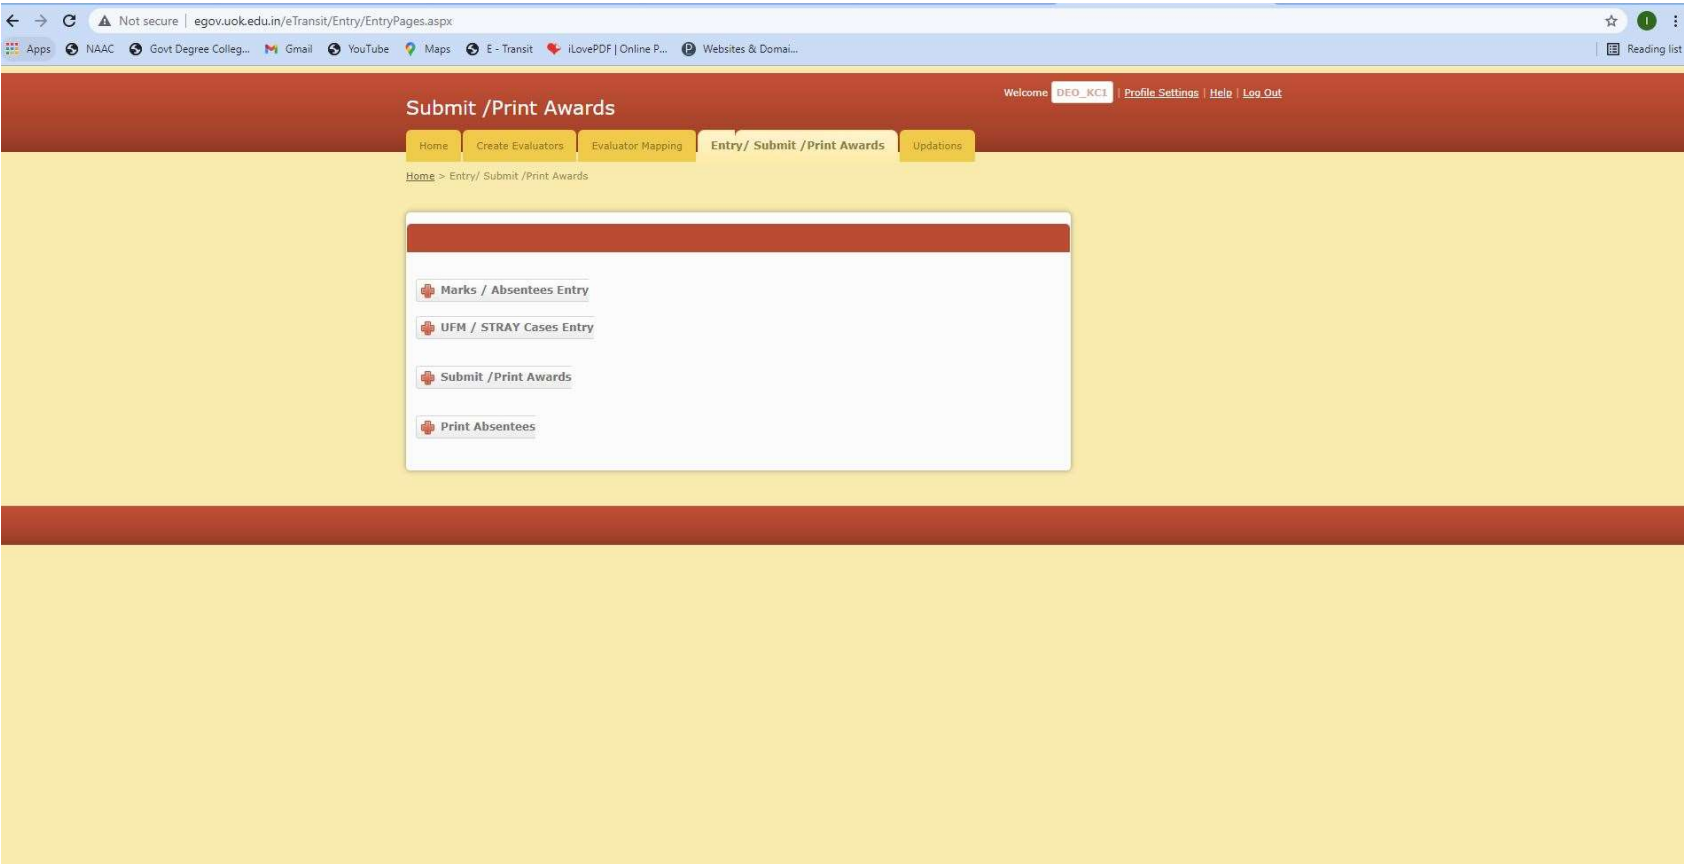 Not secure | egov.uok.edu.in/eTransit/Entry/EntryPages.aspx
Apps NAAC Govt Degree Colleg... Gmail YouTube Maps E - Transit iLovePDF | Online P... Websites & Domai... Reading list
Welcome DEO_KC1 | Profile Settings | Help | Log Out
Submit /Print Awards
Home Create Evaluators Evaluator Mapping Entry/ Submit /Print Awards Updations
Home > Entry/ Submit /Print Awards
Marks / Absentees Entry
UFM / STRAY Cases Entry
Submit /Print Awards
Print Absentees